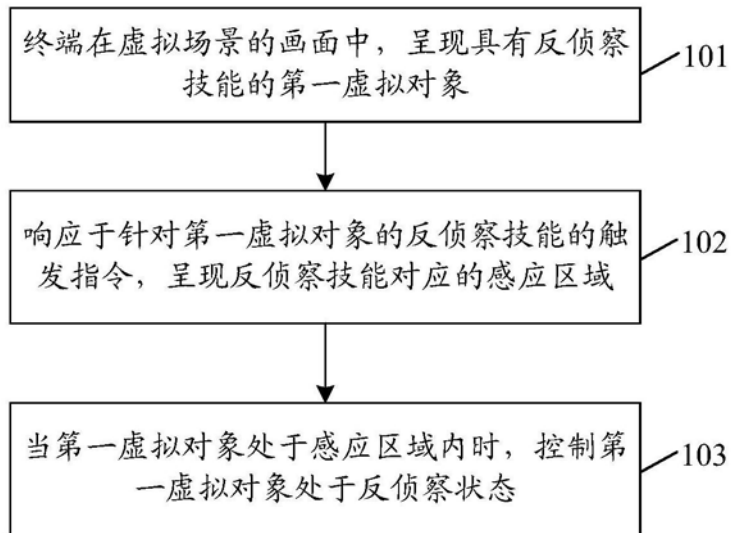 终端在虚拟场景的画面中，呈现具有反侦察
技能的第一虚拟对象
101
响应于针对第一虚拟对象的反侦察技能的触
发指令，呈现反侦察技能对应的感应区域
102
当第一虚拟对象处于感应区域内时，控制第
一虚拟对象处于反侦察状态
103